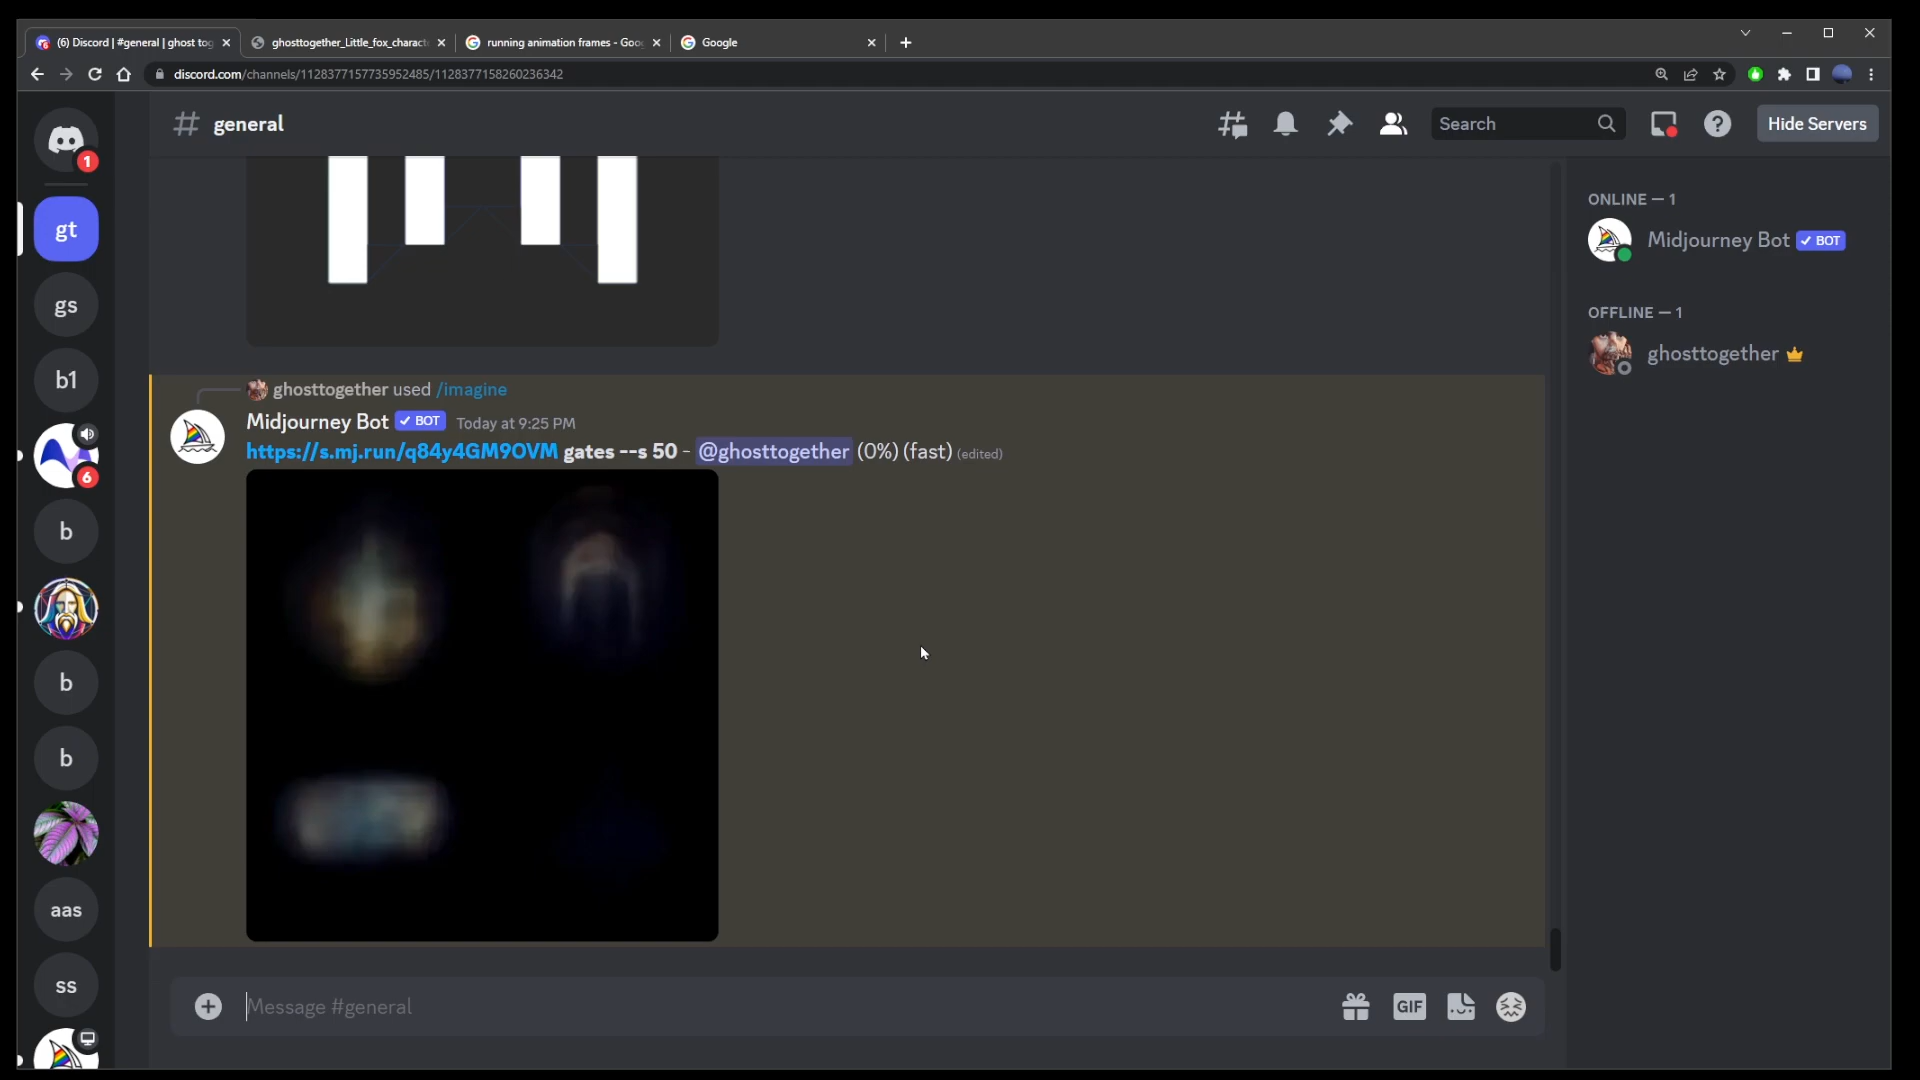 (6) Discord | #general | ghost tog
ghosttogether_Little_fox_charact
running animation frames - Goo
Google
discord.com/channels/1128377157735952485/1128377158260236342
# general
Search
Hide Servers
1
gt
gs
b1
6
b
b
b
aas
ss
ghosttogether used /imagine
Midjourney Bot BOT Today at 9:25 PM
https://s.mj.run/q84y4GM9OVM gates --s 50 - @ghosttogether (0%) (fast) (edited)
Message #general
GIF
ONLINE — 1
Midjourney Bot BOT
OFFLINE — 1
ghosttogether